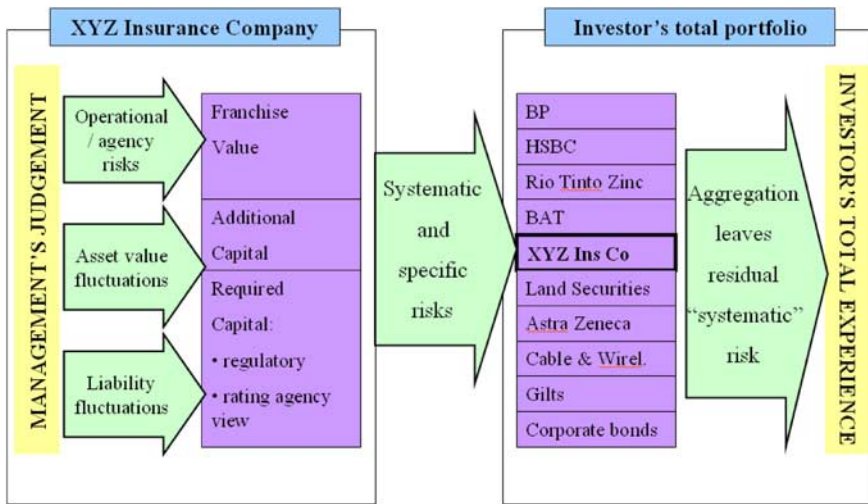 XYZ Insurance Company
MANAGEMENT'S JUDGEMENT
Operational
/ agency
risks
Asset value
fluctuations
Liability
fluctuations
Franchise
Value
Additional
Capital
Required
Capital:
• regulatory
• rating agency
view
Systematic
and
specific
risks
Investor's total portfolio
BP
HSBC
Rio Tinto Zinc
BAT
XYZ Ins Co
Land Securities
Astra Zeneca
Cable & Wirel.
Gilts
Corporate bonds
Aggregation
leaves
residual
“systematic”
risk
INVESTOR'S TOTAL EXPERIENCE